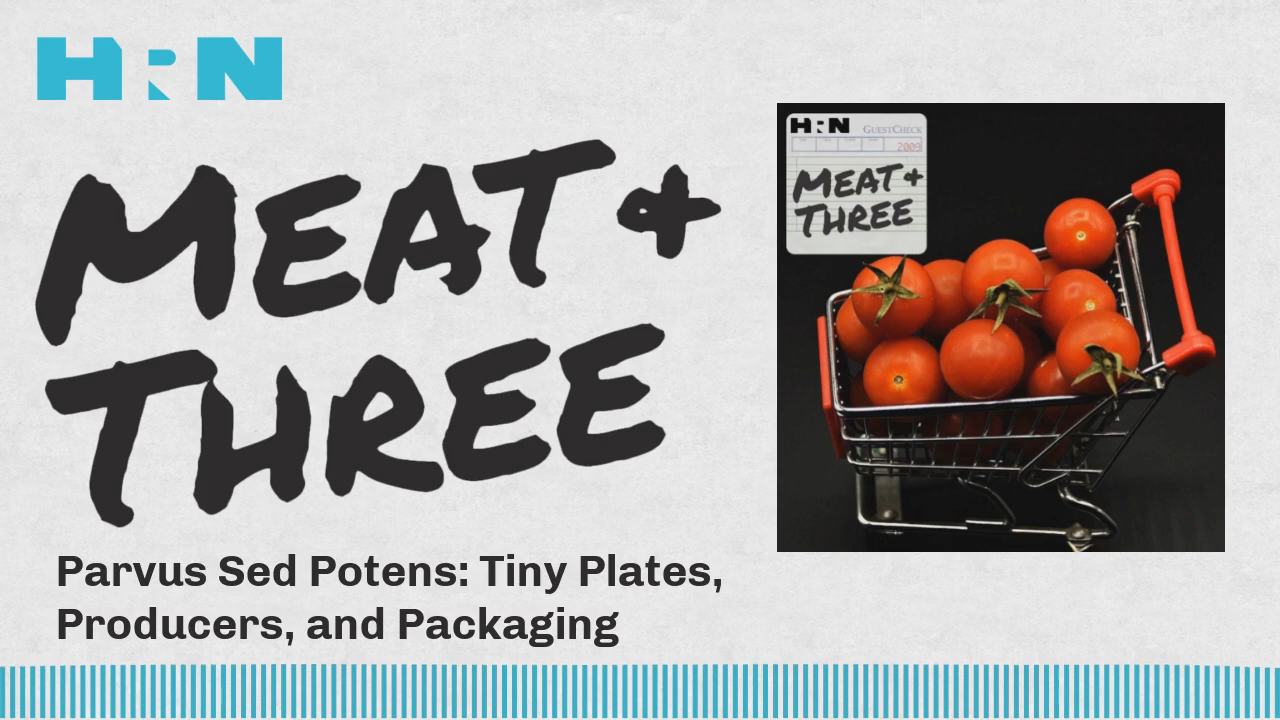 HRN
MEAT +
THREE
HRN
GUESTCHECK
2009
MEAT +
THREE
Parvus Sed Potens: Tiny Plates,
Producers, and Packaging